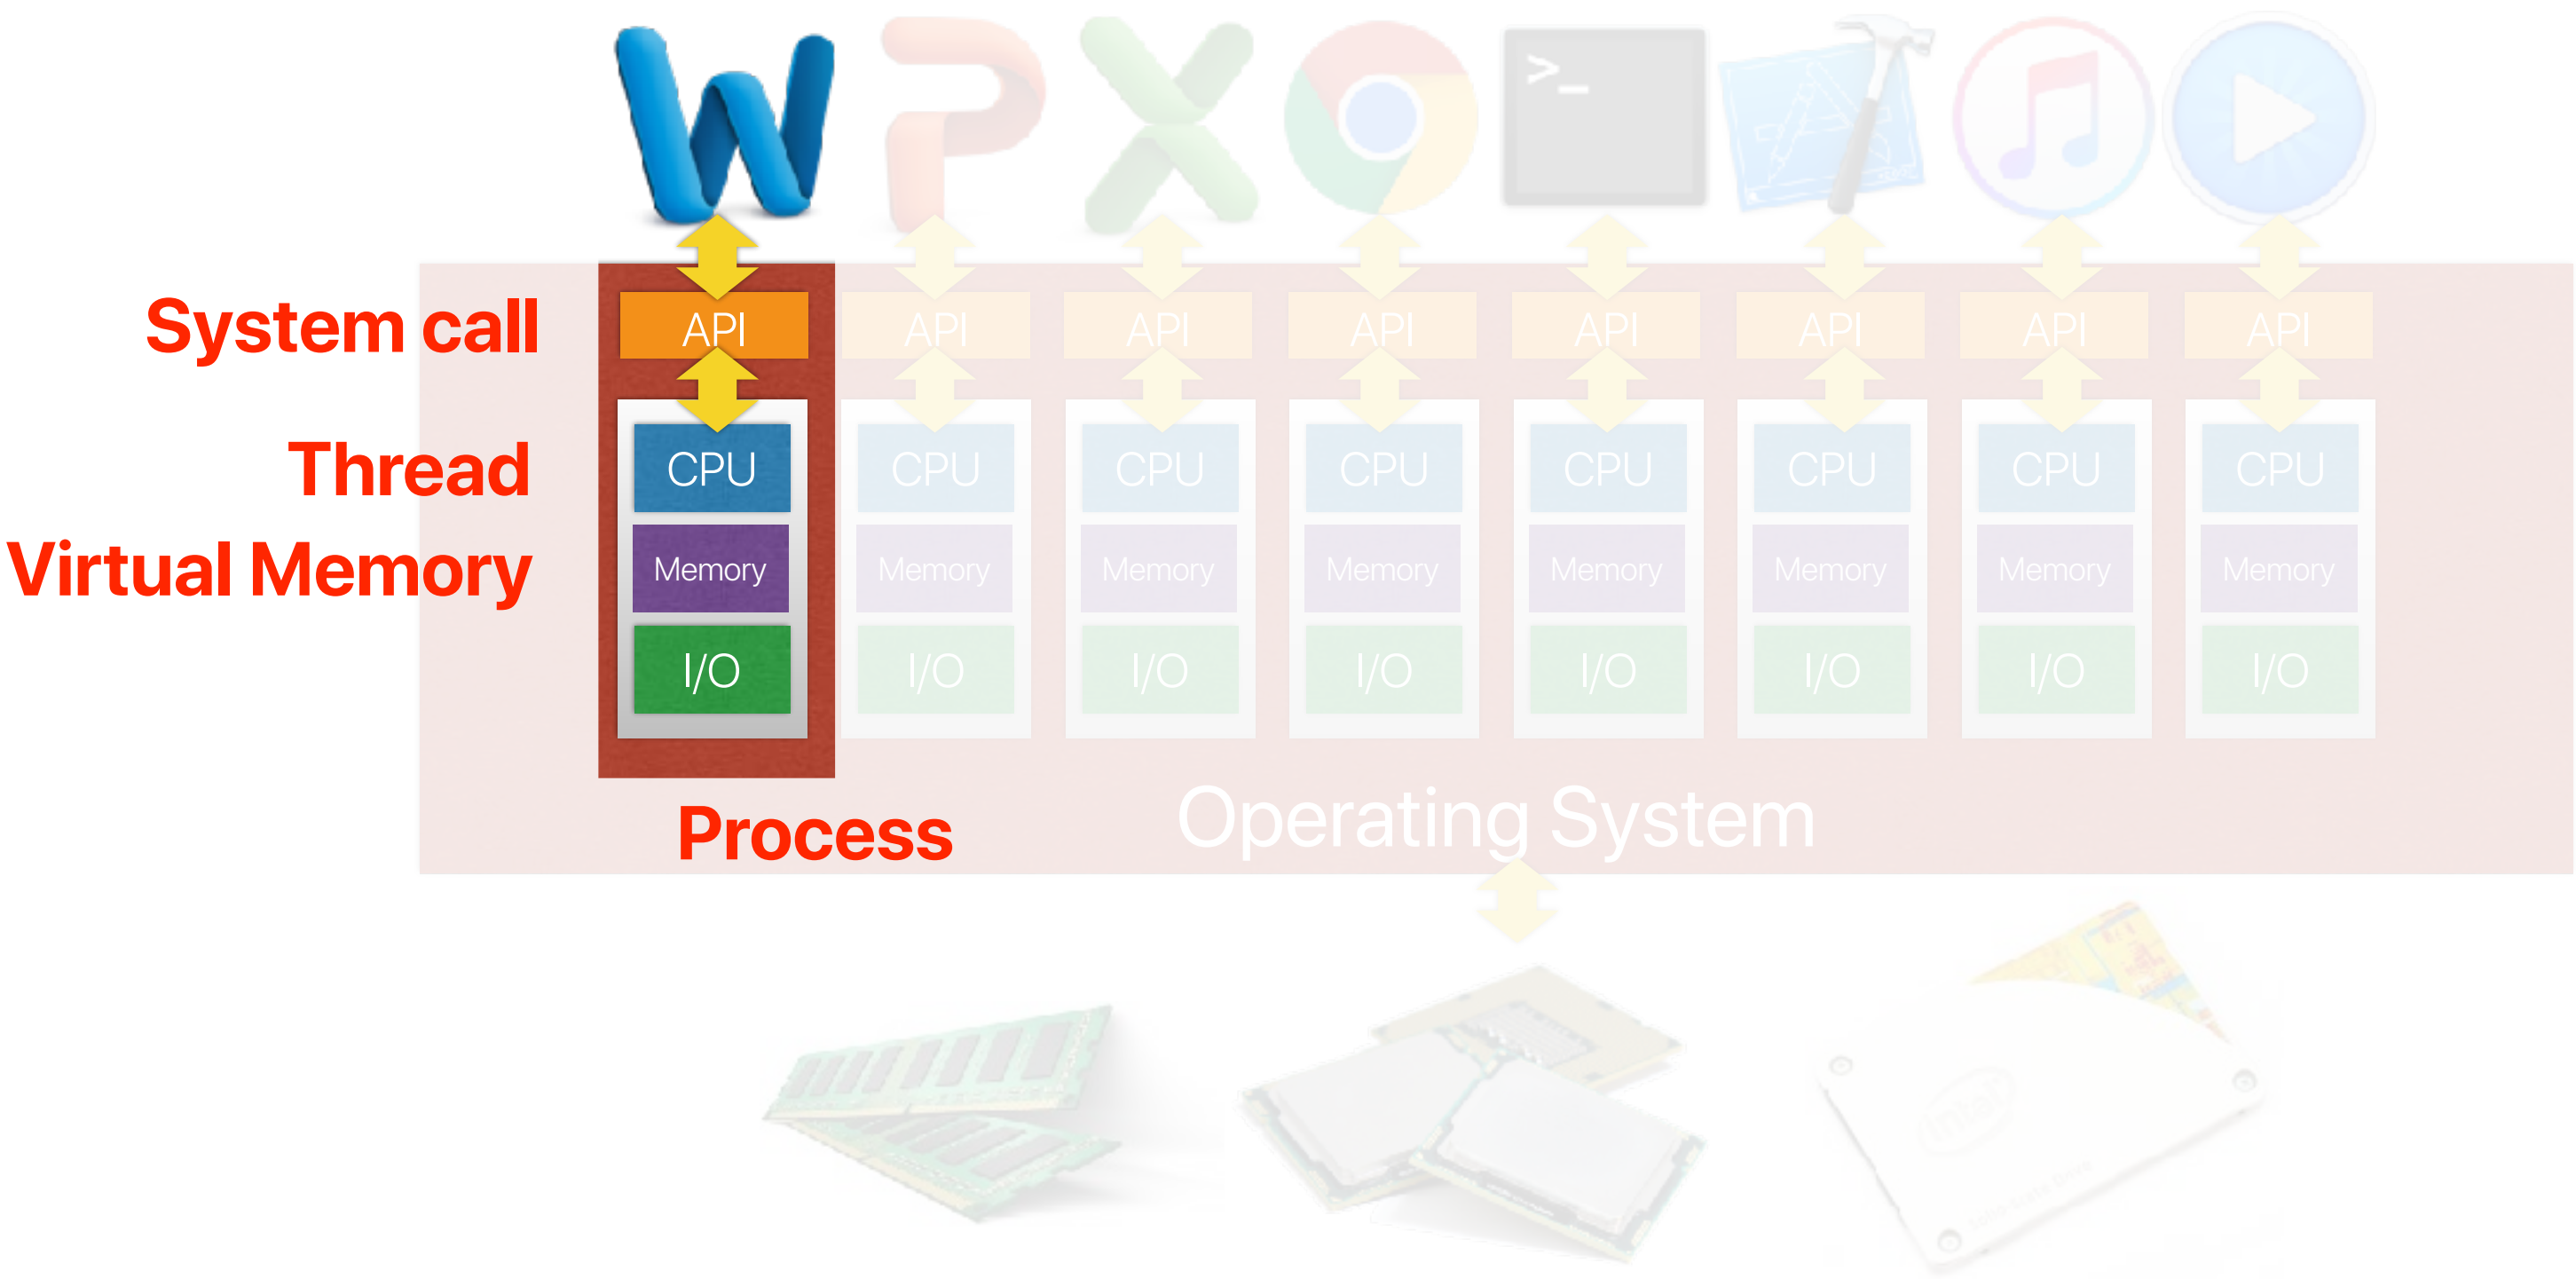 >_
System call
API API API API API API API API
Thread
CPU CPU CPU CPU CPU CPU CPU CPU
Virtual Memory
Memory Memory Memory Memory Memory Memory Memory Memory
I/O I/O I/O I/O I/O I/O I/O I/O
Process
Operating System
intel